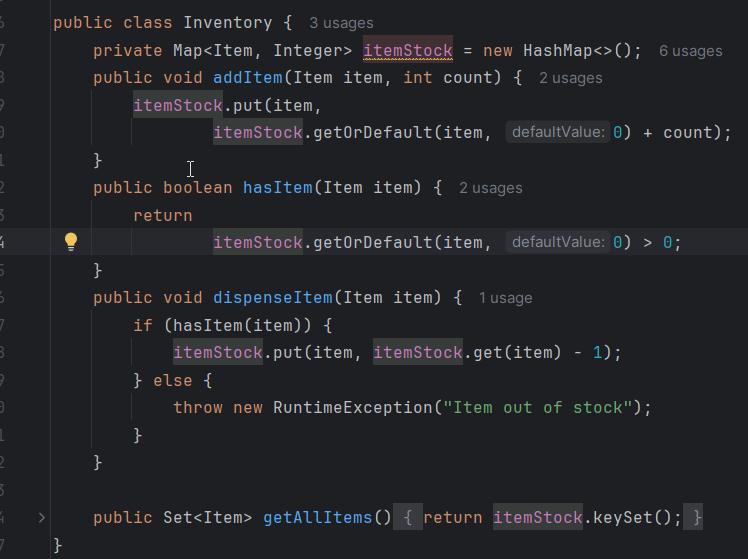 public class Inventory {  3 usages
    private Map<Item, Integer> itemStock = new HashMap<>();  6 usages
    public void addItem(Item item, int count) {  2 usages
        itemStock.put(item,
                itemStock.getOrDefault(item,  defaultValue: 0) + count);
    }
    public boolean hasItem(Item item) {  2 usages
        return
                itemStock.getOrDefault(item,  defaultValue: 0) > 0;
    }
    public void dispenseItem(Item item) {  1 usage
        if (hasItem(item)) {
            itemStock.put(item, itemStock.get(item) - 1);
        } else {
            throw new RuntimeException("Item out of stock");
        }
    }

    public Set<Item> getAllItems() { return itemStock.keySet(); }
}